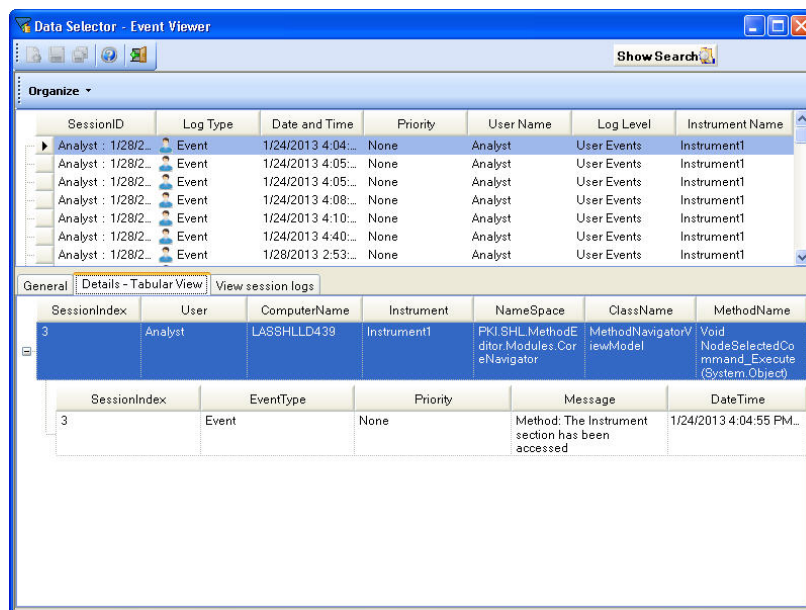 Data Selector - Event Viewer
Show Search
Organize
SessionID Log Type Date and Time Priority User Name Log Level Instrument Name
Analyst : 1/28/2... Event 1/24/2013 4:04:... None Analyst User Events Instrument1
Analyst : 1/28/2... Event 1/24/2013 4:05:... None Analyst User Events Instrument1
Analyst : 1/28/2... Event 1/24/2013 4:05:... None Analyst User Events Instrument1
Analyst : 1/28/2... Event 1/24/2013 4:08:... None Analyst User Events Instrument1
Analyst : 1/28/2... Event 1/24/2013 4:10:... None Analyst User Events Instrument1
Analyst : 1/28/2... Event 1/24/2013 4:40:... None Analyst User Events Instrument1
Analyst : 1/28/2... Event 1/28/2013 2:53:... None Analyst User Events Instrument1
General Details - Tabular View View session logs
SessionIndex User ComputerName Instrument NameSpace ClassName MethodName
3 Analyst LASSHLLD439 Instrument1 PKI.SHL.MethodE MethodNavigatorV Void
ditor.Modules.Cor iewModel NodeSelectedCo
eNavigator mmand_Execute
(System.Object)
SessionIndex EventType Priority Message DateTime
3 Event None Method: The Instrument 1/24/2013 4:04:55 PM...
section has been
accessed